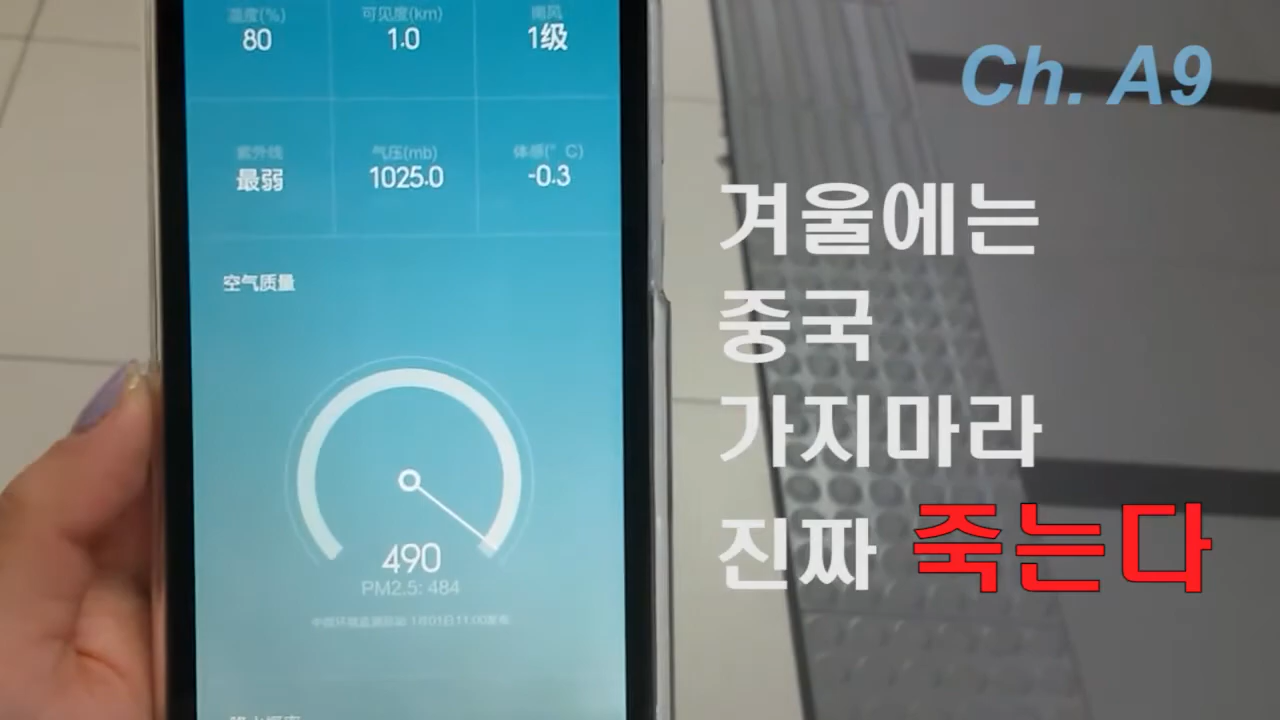 湿度(%)
可见度(km)
南风
80
1.0
1级
紫外线
气压(mb)
体感(°C)
最弱
1025.0
-0.3
空气质量
490
PM2.5: 484
Ch. A9
겨울에는
중국
가지마라
진짜 죽는다